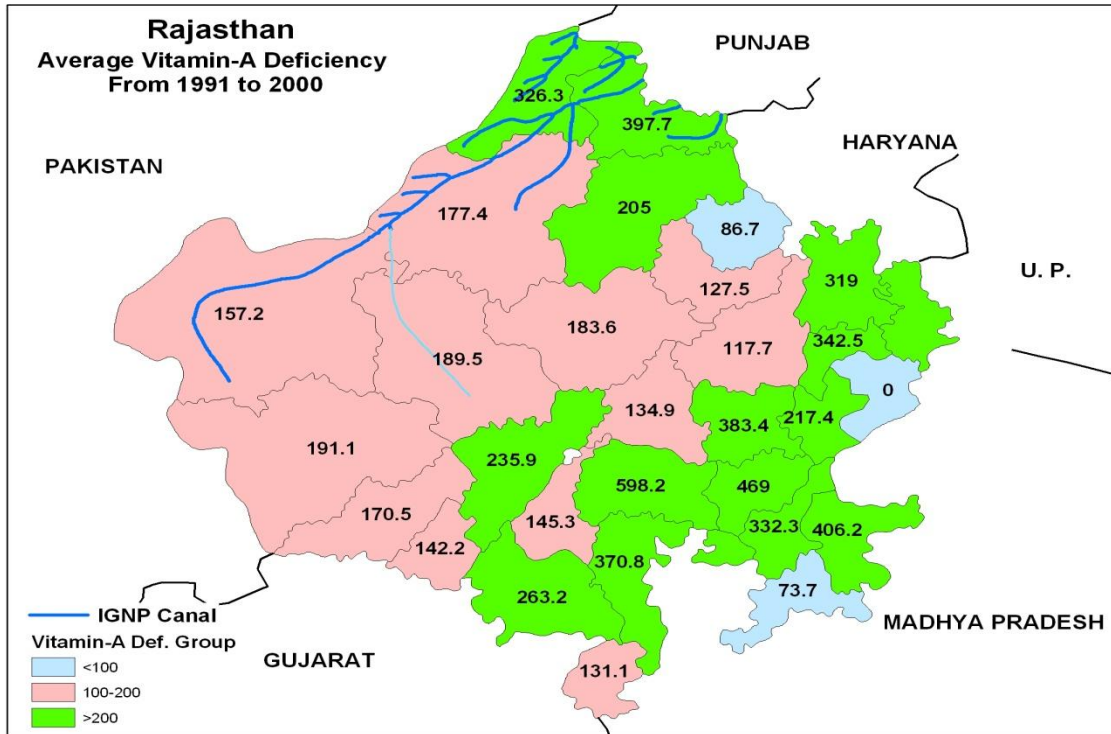 Rajasthan
Average Vitamin-A Deficiency
From 1991 to 2000
PUNJAB
326.3
397.7
HARYANA
PAKISTAN
177.4
205
86.7
U. P.
127.5
319
157.2
183.6
189.5
117.7
342.5
0
134.9
383.4
217.4
191.1
235.9
598.2
469
170.5
145.3
332.3
406.2
142.2
370.8
263.2
73.7
IGNP Canal
MADHYA PRADESH
Vitamin-A Def. Group
GUJARAT
<100
131.1
100-200
>200